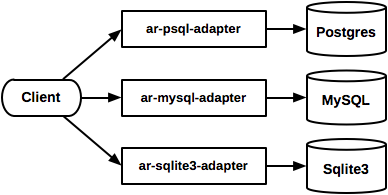 ar-psql-adapter
Postgres
Client
ar-mysql-adapter
MySQL
ar-sqlite3-adapter
Sqlite3